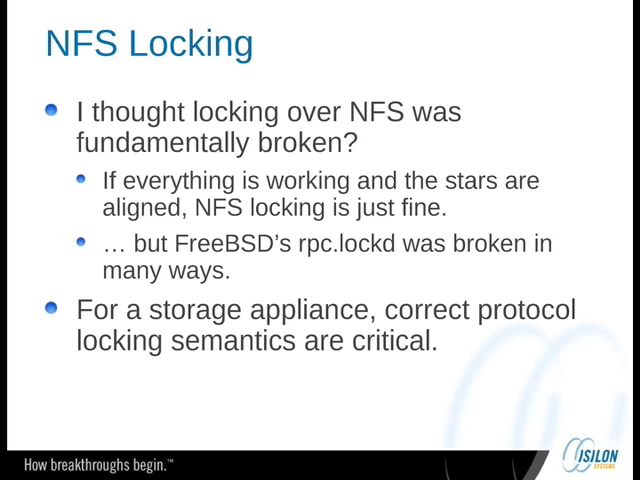 NFS Locking
I thought locking over NFS was
fundamentally broken?
If everything is working and the stars are
aligned, NFS locking is just fine.
… but FreeBSD’s rpc.lockd was broken in
many ways.
For a storage appliance, correct protocol
locking semantics are critical.
How breakthroughs begin.™
ISILON
SYSTEMS